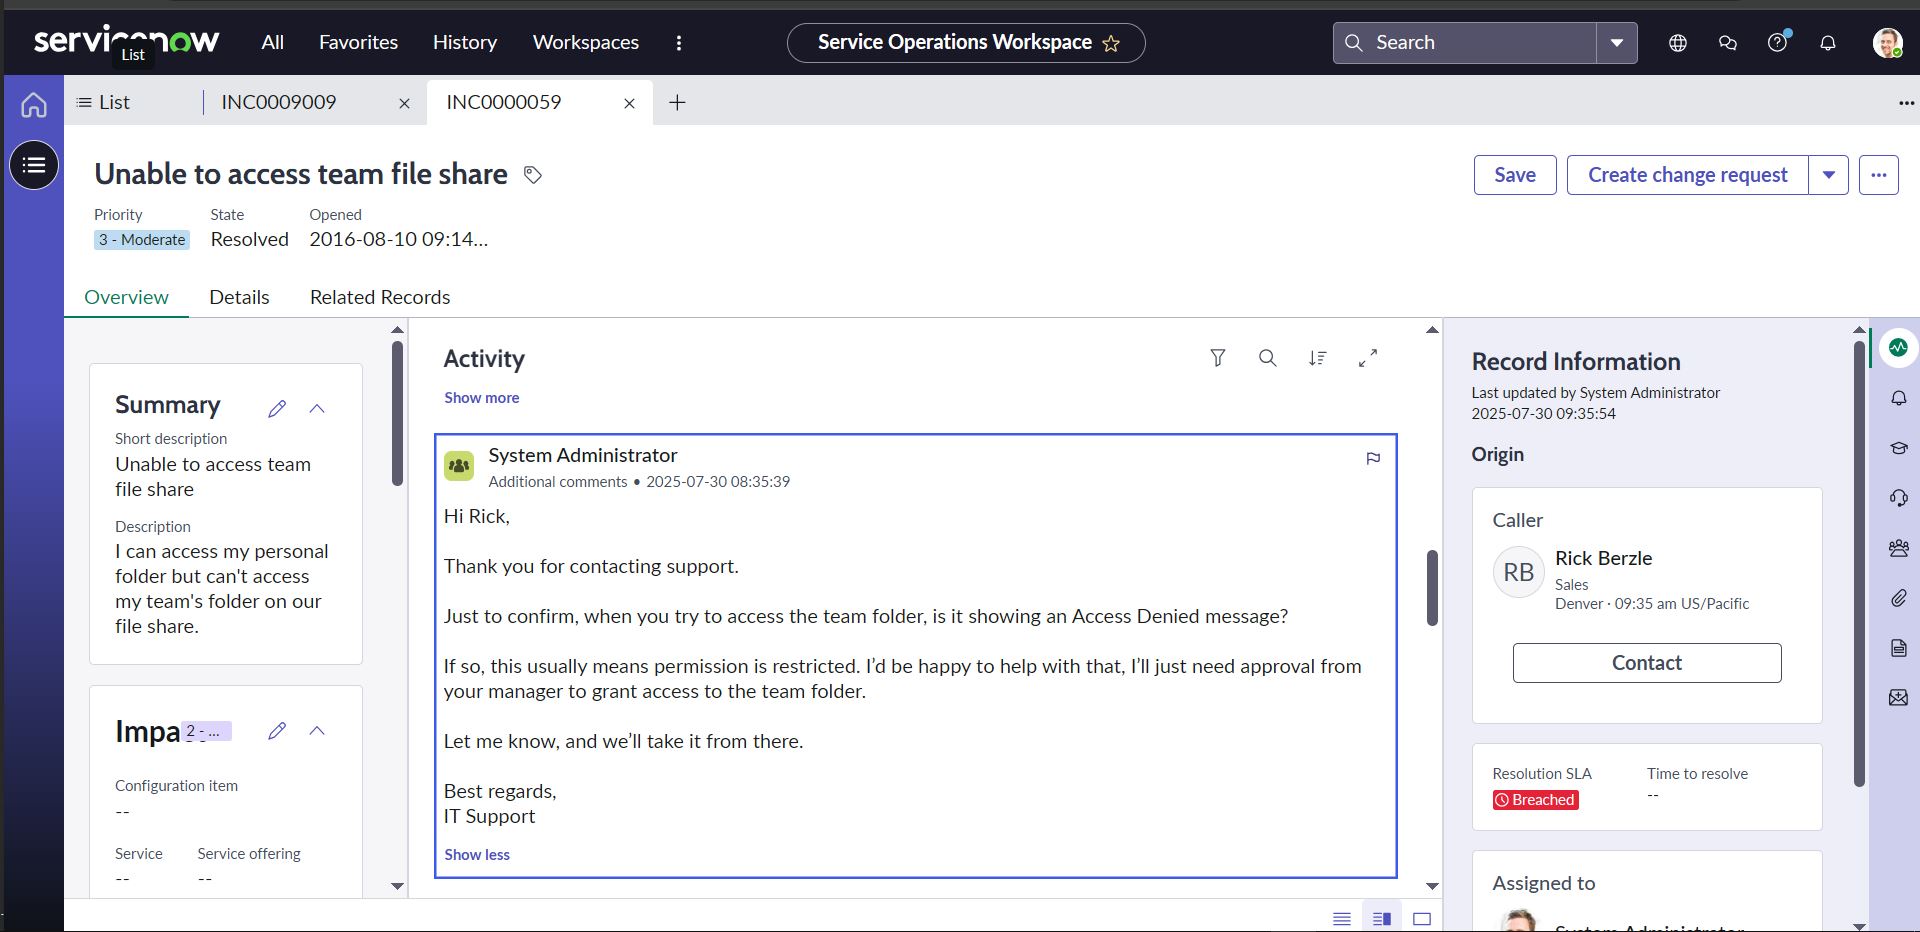 servicenow
List
All
Favorites
History
Workspaces
Service Operations Workspace
Search
List
INC0009009
INC0000059
Unable to access team file share
Save
Create change request
Priority
State
Opened
3 - Moderate
Resolved
2016-08-10 09:14...
Overview
Details
Related Records
Summary
Short description
Unable to access team
file share
Description
I can access my personal
folder but can't access
my team's folder on our
file share.
2 - ...
Configuration item
--
Service
Service offering
--
--
Activity
Show more
System Administrator
Additional comments • 2025-07-30 08:35:39
Hi Rick,
Thank you for contacting support.
Just to confirm, when you try to access the team folder, is it showing an Access Denied message?
If so, this usually means permission is restricted. I’d be happy to help with that, I’ll just need approval from
your manager to grant access to the team folder.
Let me know, and we’ll take it from there.
Best regards,
IT Support
Show less
Record Information
Last updated by System Administrator
2025-07-30 09:35:54
Origin
Caller
RB
Rick Berzle
Sales
Denver · 09:35 am US/Pacific
Contact
Resolution SLA
Time to resolve
Breached
--
Assigned to
System Administrator